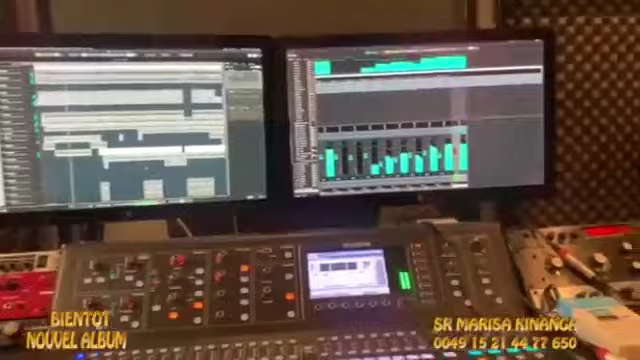 BIENTOT
NOUVEL ALBUM
SR MARISA KINANGA
0049 15 21 44 77 650